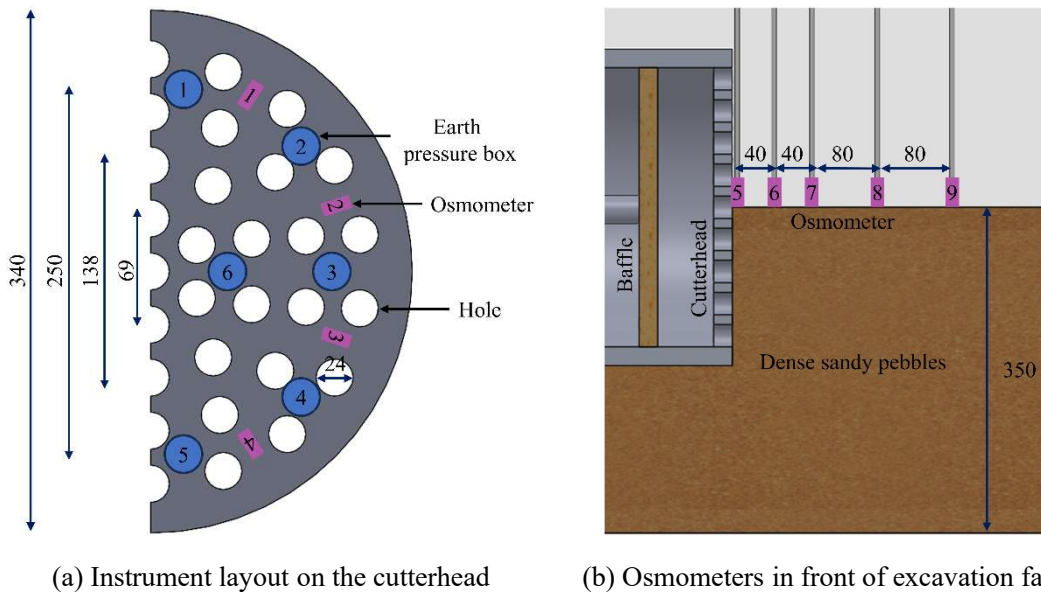 340
250
138
69
1
1
2
Earth
pressure box
2
Osmometer
6
3
Hole
3
24
4
4
5
(a) Instrument layout on the cutterhead
40
40
80
80
5
6
7
8
9
Osmometer
Baffle
Cutterhead
Dense sandy pebbles
350
(b) Osmometers in front of excavation fa